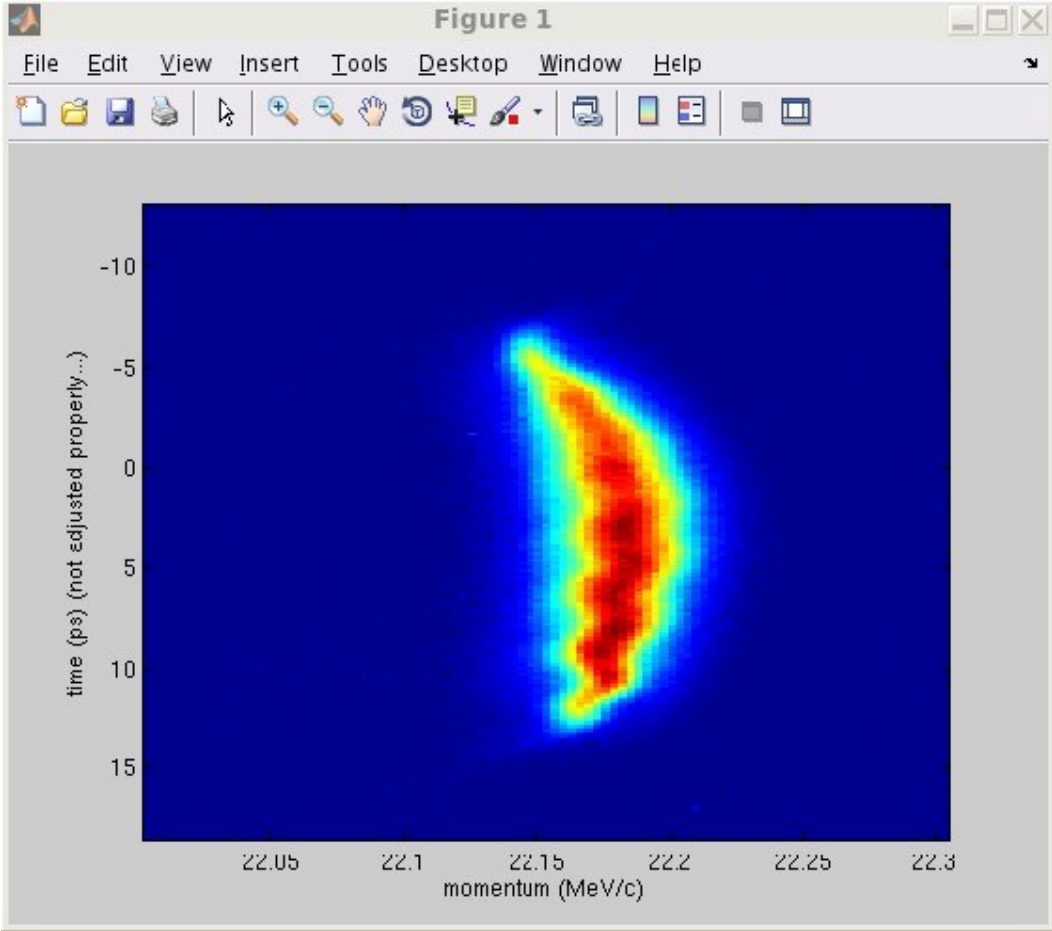 Figure 1
File Edit View Insert Tools Desktop Window Help
-10
-5
0
5
10
15
time (ps) (not adjusted properly...)
22.05 22.1 22.15 22.2 22.25 22.3
momentum (MeV/c)